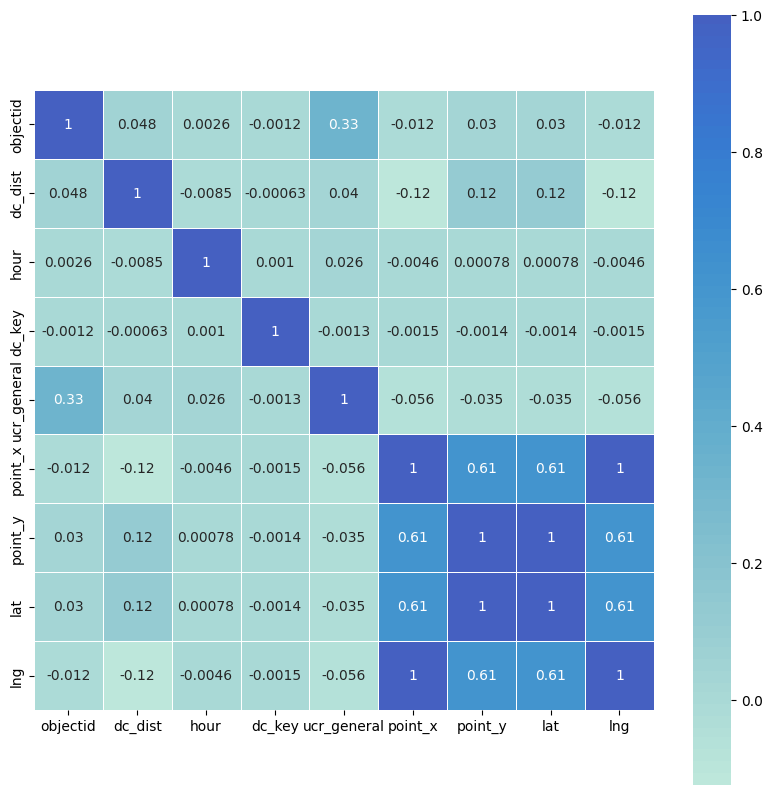 objectid 1 0.048 0.0026 -0.0012 0.33 -0.012 0.03 0.03 -0.012
dc_dist 0.048 1 -0.0085 -0.00063 0.04 -0.12 0.12 0.12 -0.12
hour 0.0026 -0.0085 1 0.001 0.026 -0.0046 0.00078 0.00078 -0.0046
dc_key -0.0012 -0.00063 0.001 1 -0.0013 -0.0015 -0.0014 -0.0014 -0.0015
ucr_general 0.33 0.04 0.026 -0.0013 1 -0.056 -0.035 -0.035 -0.056
point_x -0.012 -0.12 -0.0046 -0.0015 -0.056 1 0.61 0.61 1
point_y 0.03 0.12 0.00078 -0.0014 -0.035 0.61 1 1 0.61
lat 0.03 0.12 0.00078 -0.0014 -0.035 0.61 1 1 0.61
lng -0.012 -0.12 -0.0046 -0.0015 -0.056 1 0.61 0.61 1
objectid dc_dist hour dc_key ucr_general point_x point_y lat lng
1.0
0.8
0.6
0.4
0.2
0.0